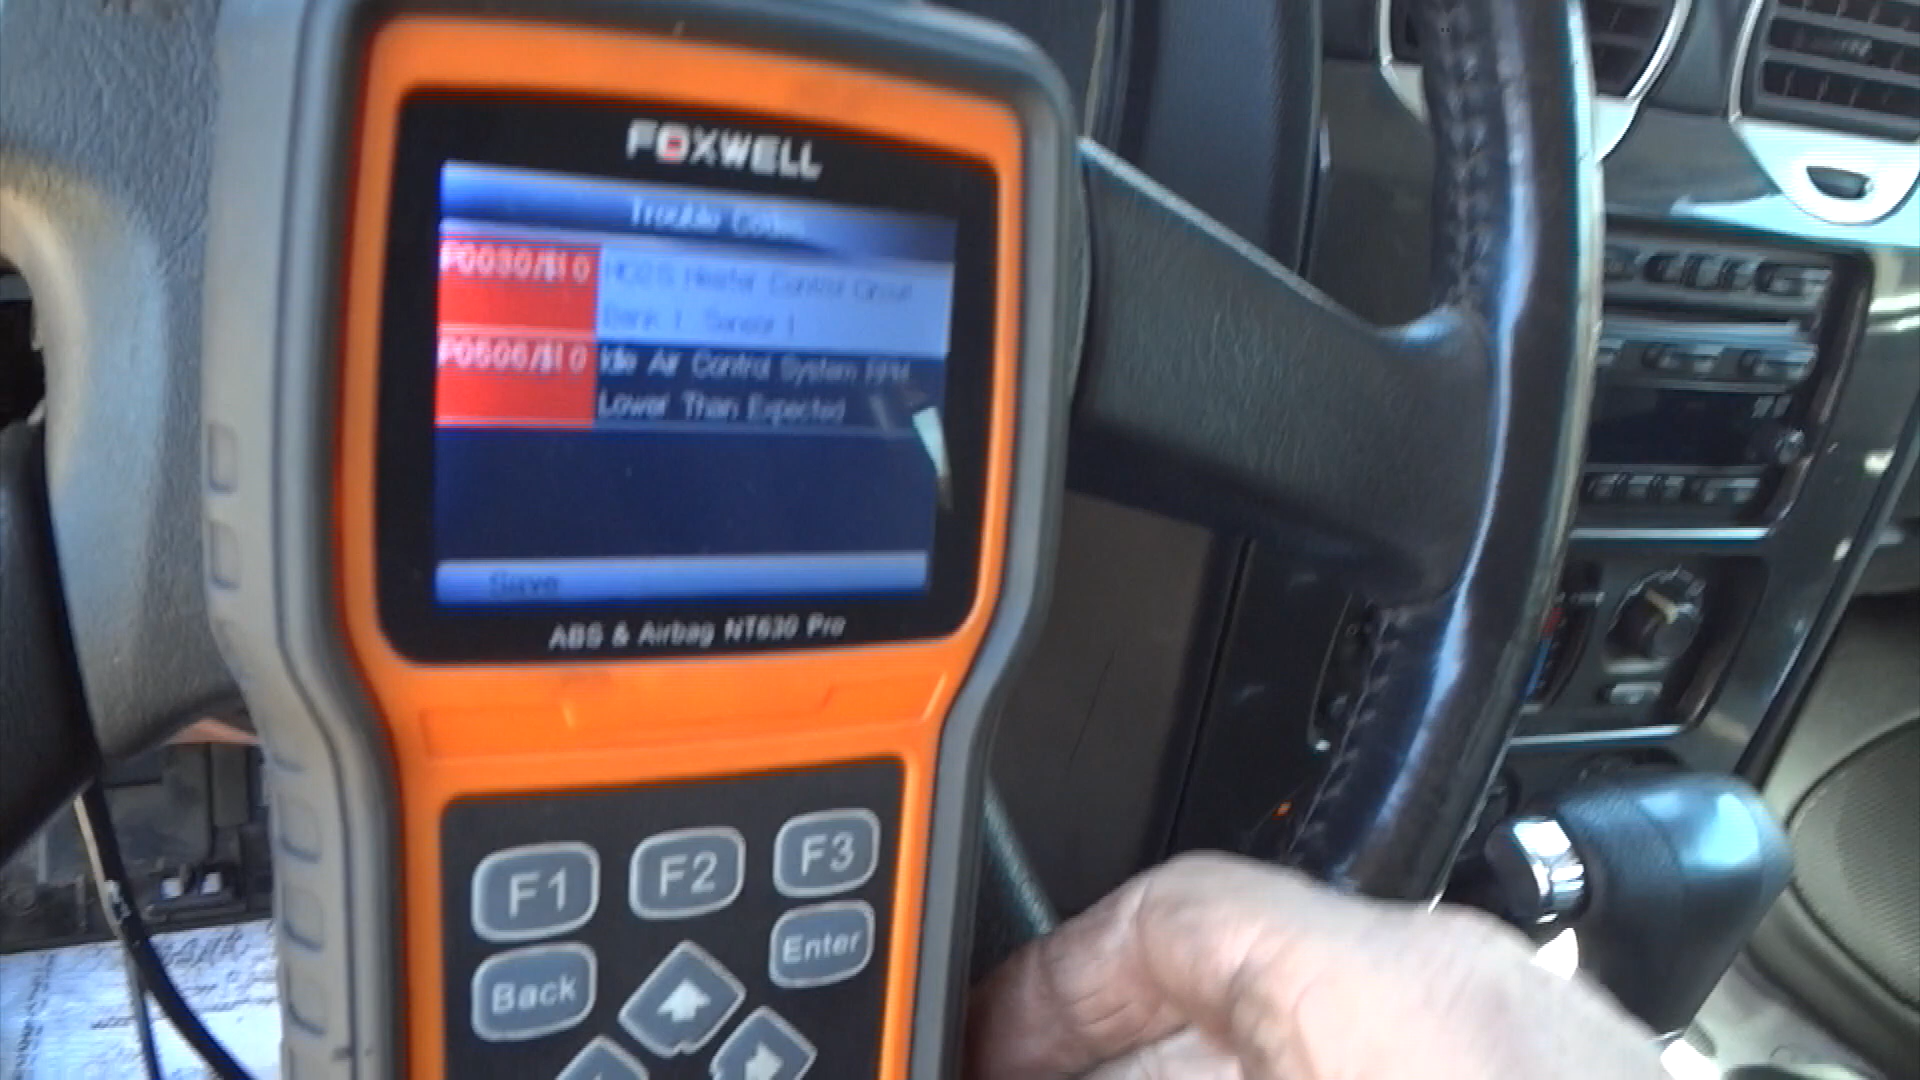 FOXWELL
Trouble Codes
P0030/$10 HO2S Heater Control Circuit
Bank 1 Sensor 1
P0506/$10 Idle Air Control System RPM
Lower Than Expected
Save
ABS & Airbag NT630 Pro
F1 F2 F3
Back Enter